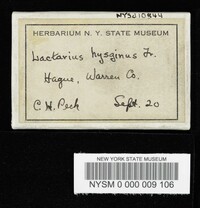 NYSd10844
HERBARIUM N. Y. STATE MUSEUM
Lactarius hysginus Fr.
Hague, Warren Co.
C. H. Peck Sept. 20
NEW YORK STATE MUSEUM
NYSM 0 000 009 106